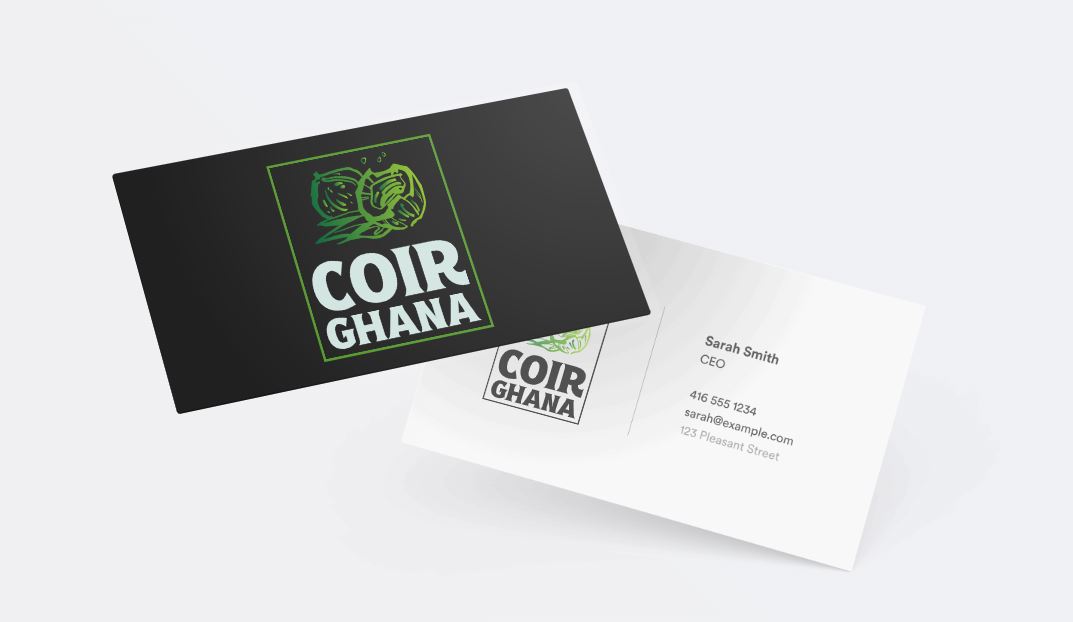 COIR
GHANA
COIR
GHANA
Sarah Smith
CEO
416 555 1234
sarah@example.com
123 Pleasant Street